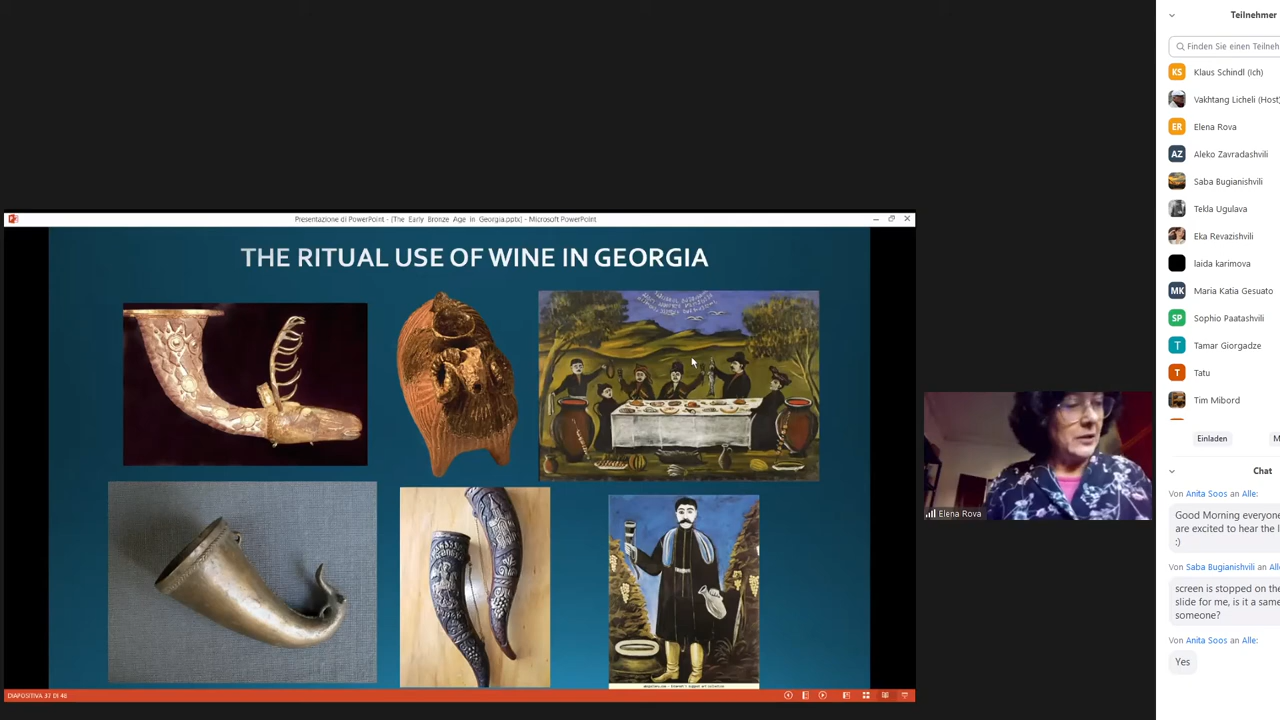 Teilnehmer
Finden Sie einen Teilneh
KS
Klaus Schindl (Ich)
Vakhtang Licheli (Host)
ER
Elena Rova
AZ
Aleko Zavradashvili
Saba Bugianishvili
Tekla Ugulava
Eka Revazishvili
laida karimova
MK
Maria Katia Gesuato
SP
Sophio Paatashvili
T
Tamar Giorgadze
T
Tatu
Tim Mibord
Einladen
M
Chat
Von Anita Soos an Alle:
Good Morning everyone
are excited to hear the l
:)
Von Saba Bugianishvili an Alle
screen is stopped on the
slide for me, is it a same
someone?
Von Anita Soos an Alle:
Yes
Presentazione di PowerPoint - [The Early Bronze Age in Georgia.pptx] - Microsoft PowerPoint
THE RITUAL USE OF WINE IN GEORGIA
Elena Rova
DIAPOSITIVA 37 DI 48